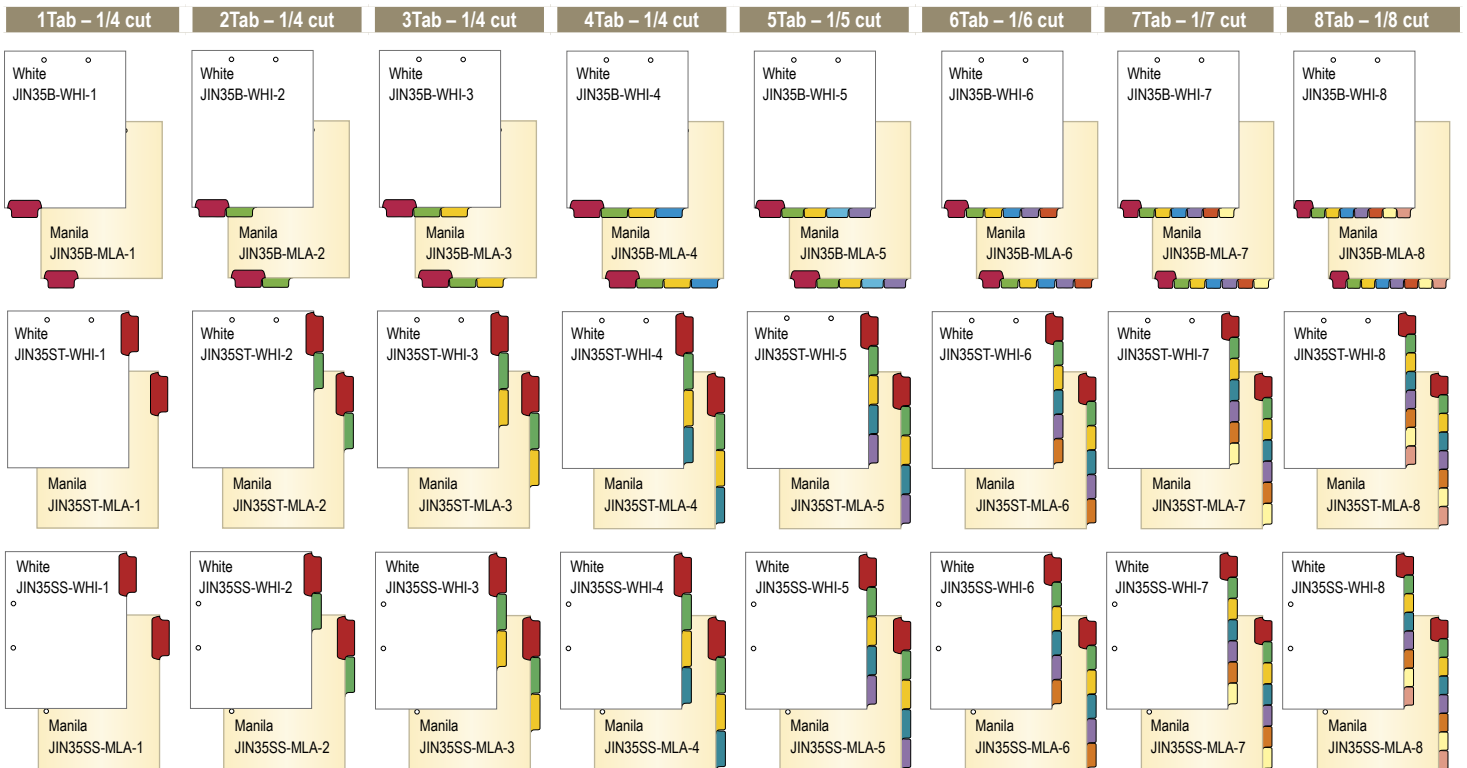 1Tab – 1/4 cut
2Tab – 1/4 cut
3Tab – 1/4 cut
4Tab – 1/4 cut
5Tab – 1/5 cut
6Tab – 1/6 cut
7Tab – 1/7 cut
8Tab – 1/8 cut
White
JIN35B-WHI-1
White
JIN35B-WHI-2
White
JIN35B-WHI-3
White
JIN35B-WHI-4
White
JIN35B-WHI-5
White
JIN35B-WHI-6
White
JIN35B-WHI-7
White
JIN35B-WHI-8
Manila
JIN35B-MLA-1
Manila
JIN35B-MLA-2
Manila
JIN35B-MLA-3
Manila
JIN35B-MLA-4
Manila
JIN35B-MLA-5
Manila
JIN35B-MLA-6
Manila
JIN35B-MLA-7
Manila
JIN35B-MLA-8
White
JIN35ST-WHI-1
White
JIN35ST-WHI-2
White
JIN35ST-WHI-3
White
JIN35ST-WHI-4
White
JIN35ST-WHI-5
White
JIN35ST-WHI-6
White
JIN35ST-WHI-7
White
JIN35ST-WHI-8
Manila
JIN35ST-MLA-1
Manila
JIN35ST-MLA-2
Manila
JIN35ST-MLA-3
Manila
JIN35ST-MLA-4
Manila
JIN35ST-MLA-5
Manila
JIN35ST-MLA-6
Manila
JIN35ST-MLA-7
Manila
JIN35ST-MLA-8
White
JIN35SS-WHI-1
White
JIN35SS-WHI-2
White
JIN35SS-WHI-3
White
JIN35SS-WHI-4
White
JIN35SS-WHI-5
White
JIN35SS-WHI-6
White
JIN35SS-WHI-7
White
JIN35SS-WHI-8
Manila
JIN35SS-MLA-1
Manila
JIN35SS-MLA-2
Manila
JIN35SS-MLA-3
Manila
JIN35SS-MLA-4
Manila
JIN35SS-MLA-5
Manila
JIN35SS-MLA-6
Manila
JIN35SS-MLA-7
Manila
JIN35SS-MLA-8